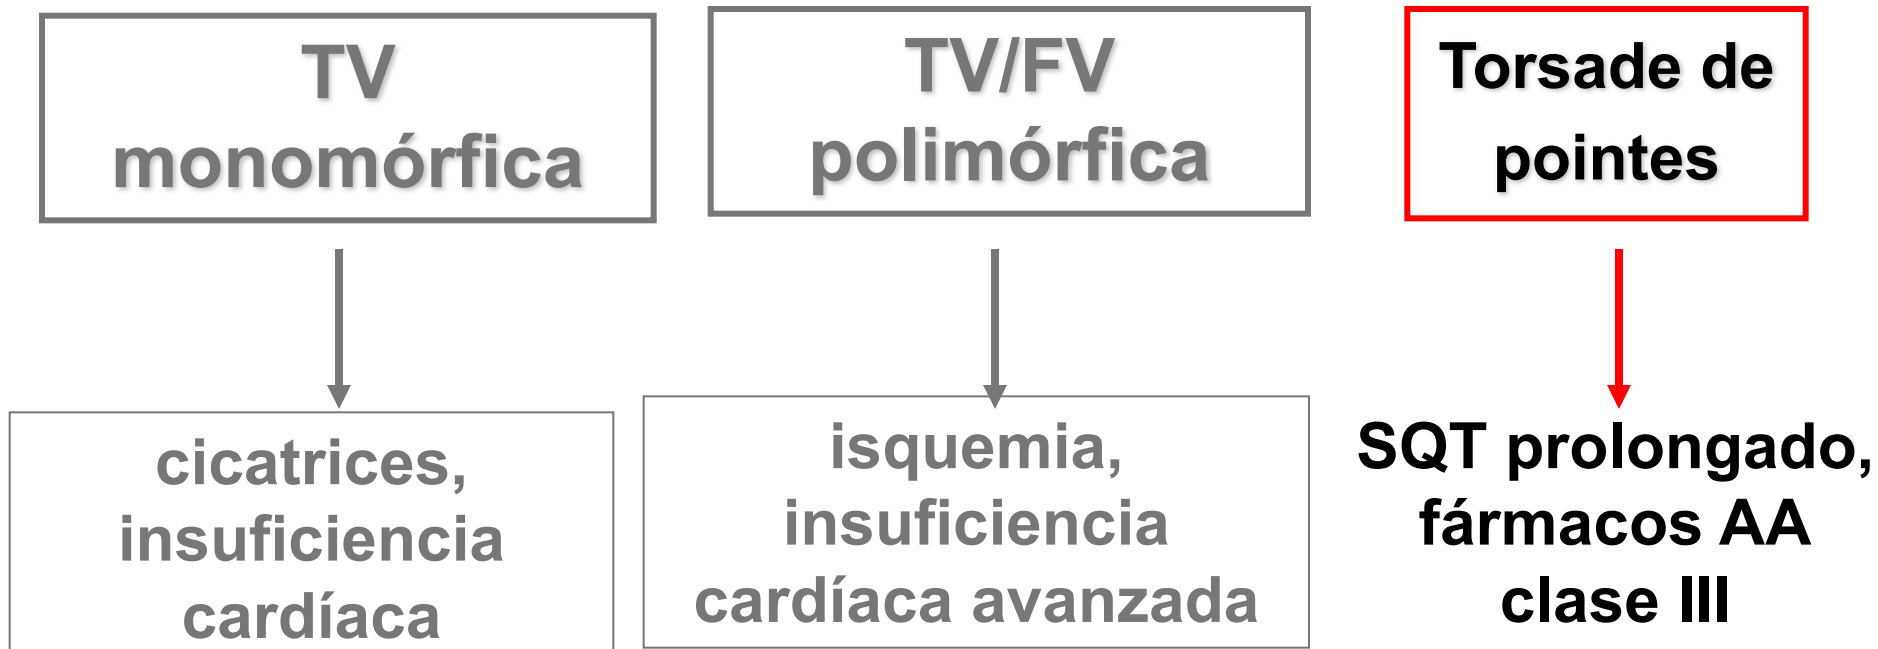 TV
monomórfica
TV/FV
polimórfica
Torsade de
pointes
cicatrices,
insuficiencia
cardíaca
isquemia,
insuficiencia
cardíaca avanzada
SQT prolongado,
fármacos AA
clase III